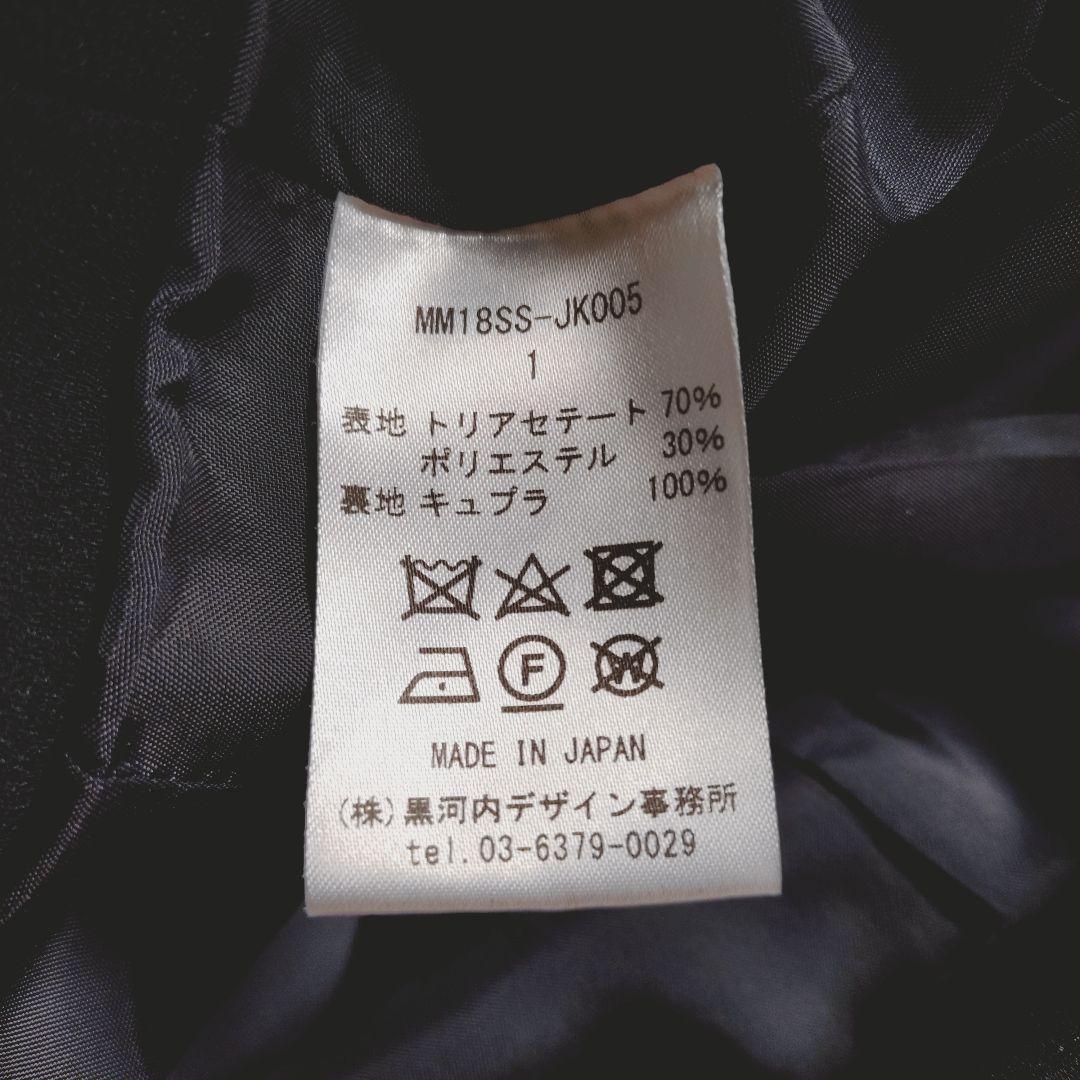 MM18SS-JK005
1
表地 トリアセテート 70%
ポリエステル 30%
裏地 キュプラ 100%
F
W
MADE IN JAPAN
(株)黒河内デザイン事務所
tel.03-6379-0029